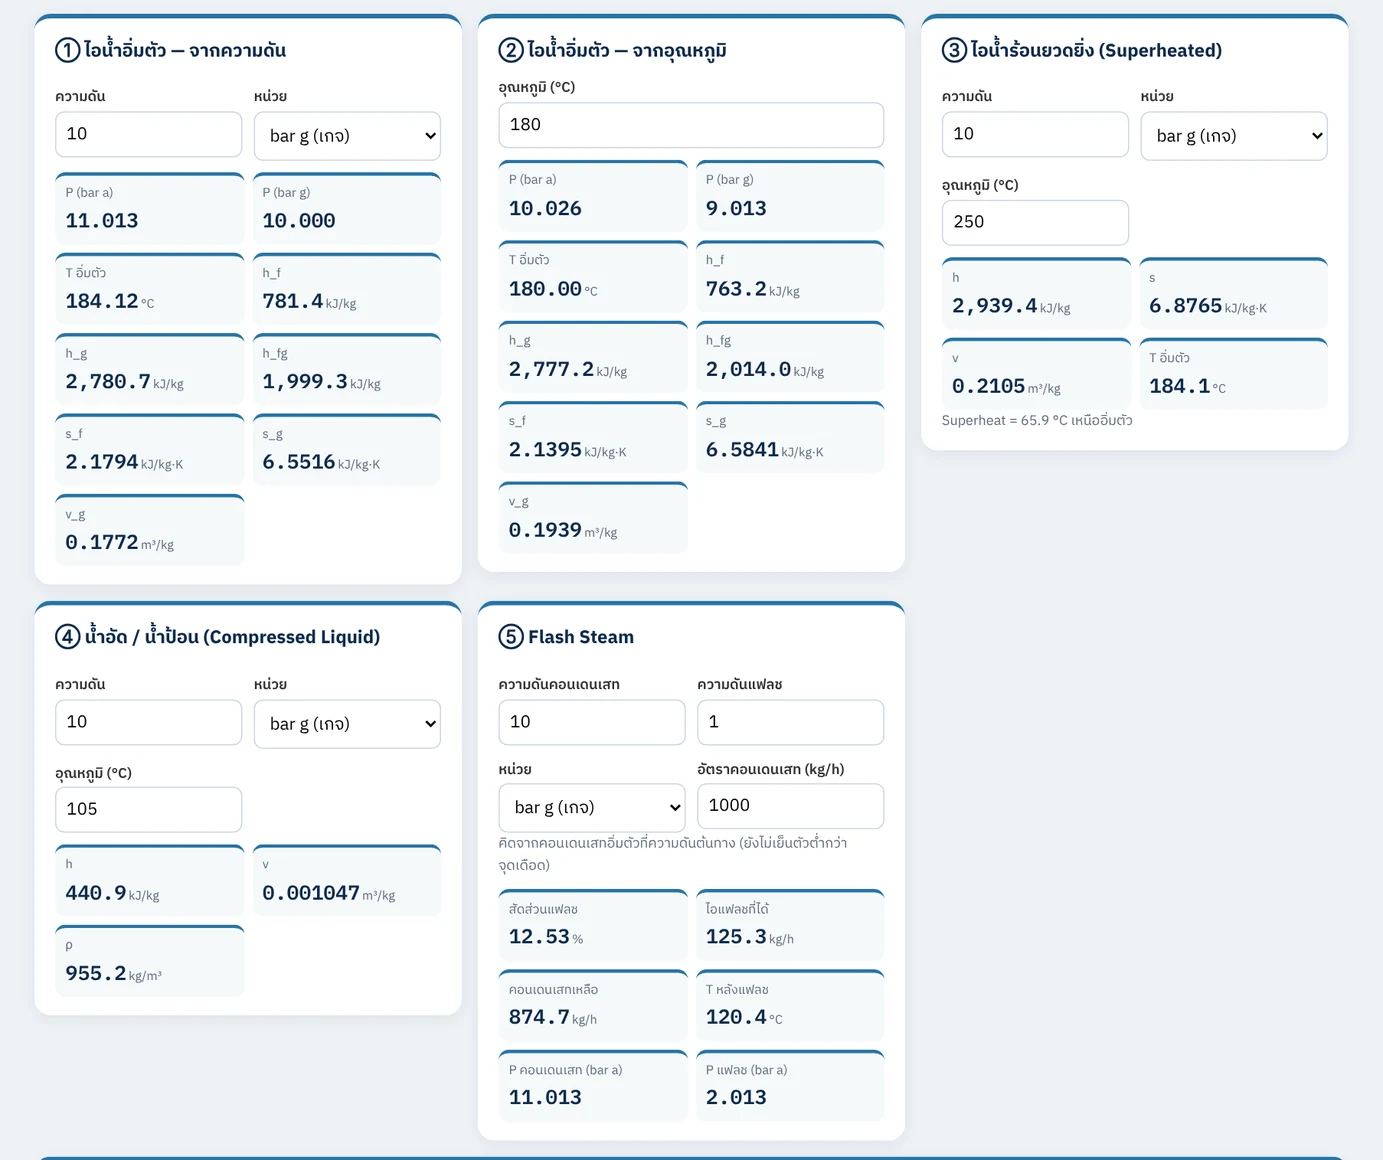 ① ไอน้ำอิ่มตัว — จากความดัน
ความดัน
หน่วย
10
bar g (เกจ)
P (bar a)
11.013
P (bar g)
10.000
T อิ่มตัว
184.12 °C
h_f
781.4 kJ/kg
h_g
2,780.7 kJ/kg
h_fg
1,999.3 kJ/kg
s_f
2.1794 kJ/kg·K
s_g
6.5516 kJ/kg·K
v_g
0.1772 m³/kg
② ไอน้ำอิ่มตัว — จากอุณหภูมิ
อุณหภูมิ (°C)
180
P (bar a)
10.026
P (bar g)
9.013
T อิ่มตัว
180.00 °C
h_f
763.2 kJ/kg
h_g
2,777.2 kJ/kg
h_fg
2,014.0 kJ/kg
s_f
2.1395 kJ/kg·K
s_g
6.5841 kJ/kg·K
v_g
0.1939 m³/kg
③ ไอน้ำร้อนยวดยิ่ง (Superheated)
ความดัน
หน่วย
10
bar g (เกจ)
อุณหภูมิ (°C)
250
h
2,939.4 kJ/kg
s
6.8765 kJ/kg·K
v
0.2105 m³/kg
T อิ่มตัว
184.1 °C
Superheat = 65.9 °C เหนืออิ่มตัว
④ น้ำอัด / น้ำป้อน (Compressed Liquid)
ความดัน
หน่วย
10
bar g (เกจ)
อุณหภูมิ (°C)
105
h
440.9 kJ/kg
v
0.001047 m³/kg
ρ
955.2 kg/m³
⑤ Flash Steam
ความดันคอนเดนเสท
ความดันแฟลช
10
1
หน่วย
อัตราคอนเดนเสท (kg/h)
bar g (เกจ)
1000
คิดจากคอนเดนเสทอิ่มตัวที่ความดันต้นทาง (ยังไม่เย็นตัวต่ำกว่า
จุดเดือด)
สัดส่วนแฟลช
12.53 %
ไอแฟลชที่ได้
125.3 kg/h
คอนเดนเสทเหลือ
874.7 kg/h
T หลังแฟลช
120.4 °C
P คอนเดนเสท (bar a)
11.013
P แฟลช (bar a)
2.013